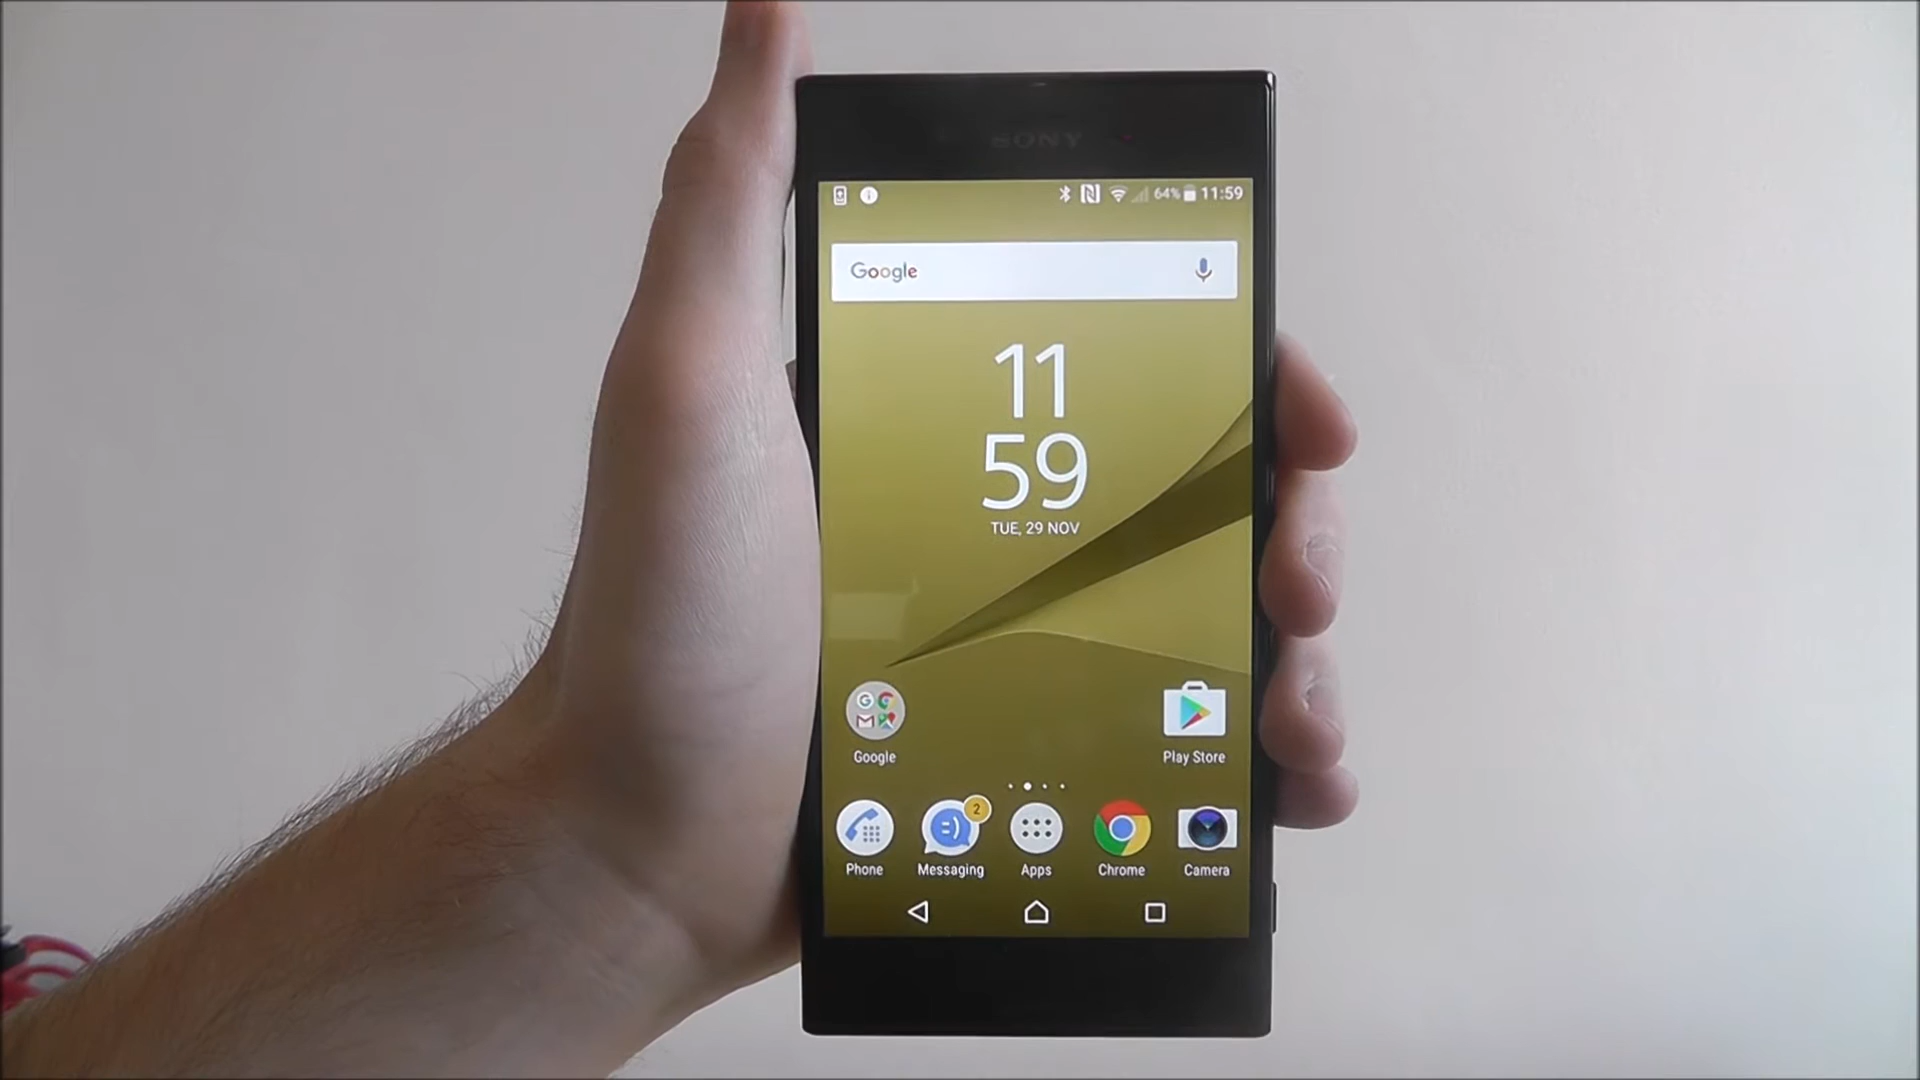 SONY
64% 11:59
Google
11
59
TUE, 29 NOV
Google Play Store
2
Phone Messaging Apps Chrome Camera